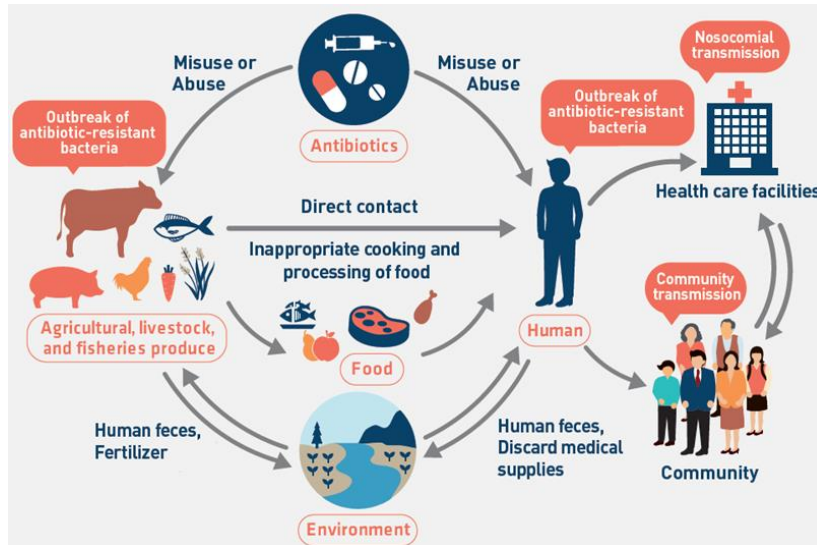 Misuse or
Abuse
Antibiotics
Misuse or
Abuse
Nosocomial
transmission
Outbreak of
antibiotic-resistant
bacteria
Outbreak of
antibiotic-resistant
bacteria
Health care facilities
Direct contact
Inappropriate cooking and
processing of food
Agricultural, livestock,
and fisheries produce
Food
Human
Community
transmission
Human feces,
Fertilizer
Human feces,
Discard medical
supplies
Community
Environment